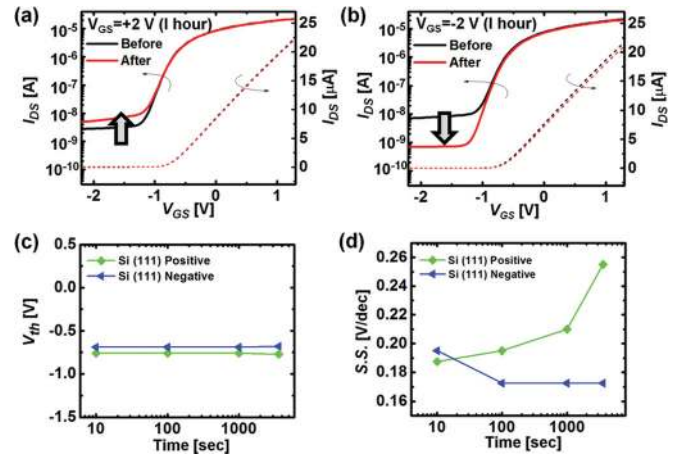 (a)
V_GS=+2 V (1 hour)
Before
After
10^-5
10^-6
10^-7
10^-8
10^-9
10^-10
I_DS [A]
25
20
15
10
5
0
I_DS [μA]
-2
-1
0
1
V_GS [V]
(b)
V_GS=-2 V (1 hour)
Before
After
10^-5
10^-6
10^-7
10^-8
10^-9
10^-10
I_DS [A]
25
20
15
10
5
0
I_DS [μA]
-2
-1
0
1
V_GS [V]
(c)
Si (111) Positive
Si (111) Negative
0.5
0.0
-0.5
-1.0
-1.5
V_th [V]
10
100
1000
Time [sec]
(d)
Si (111) Positive
Si (111) Negative
0.26
0.24
0.22
0.20
0.18
0.16
S.S. [V/dec]
10
100
1000
Time [sec]